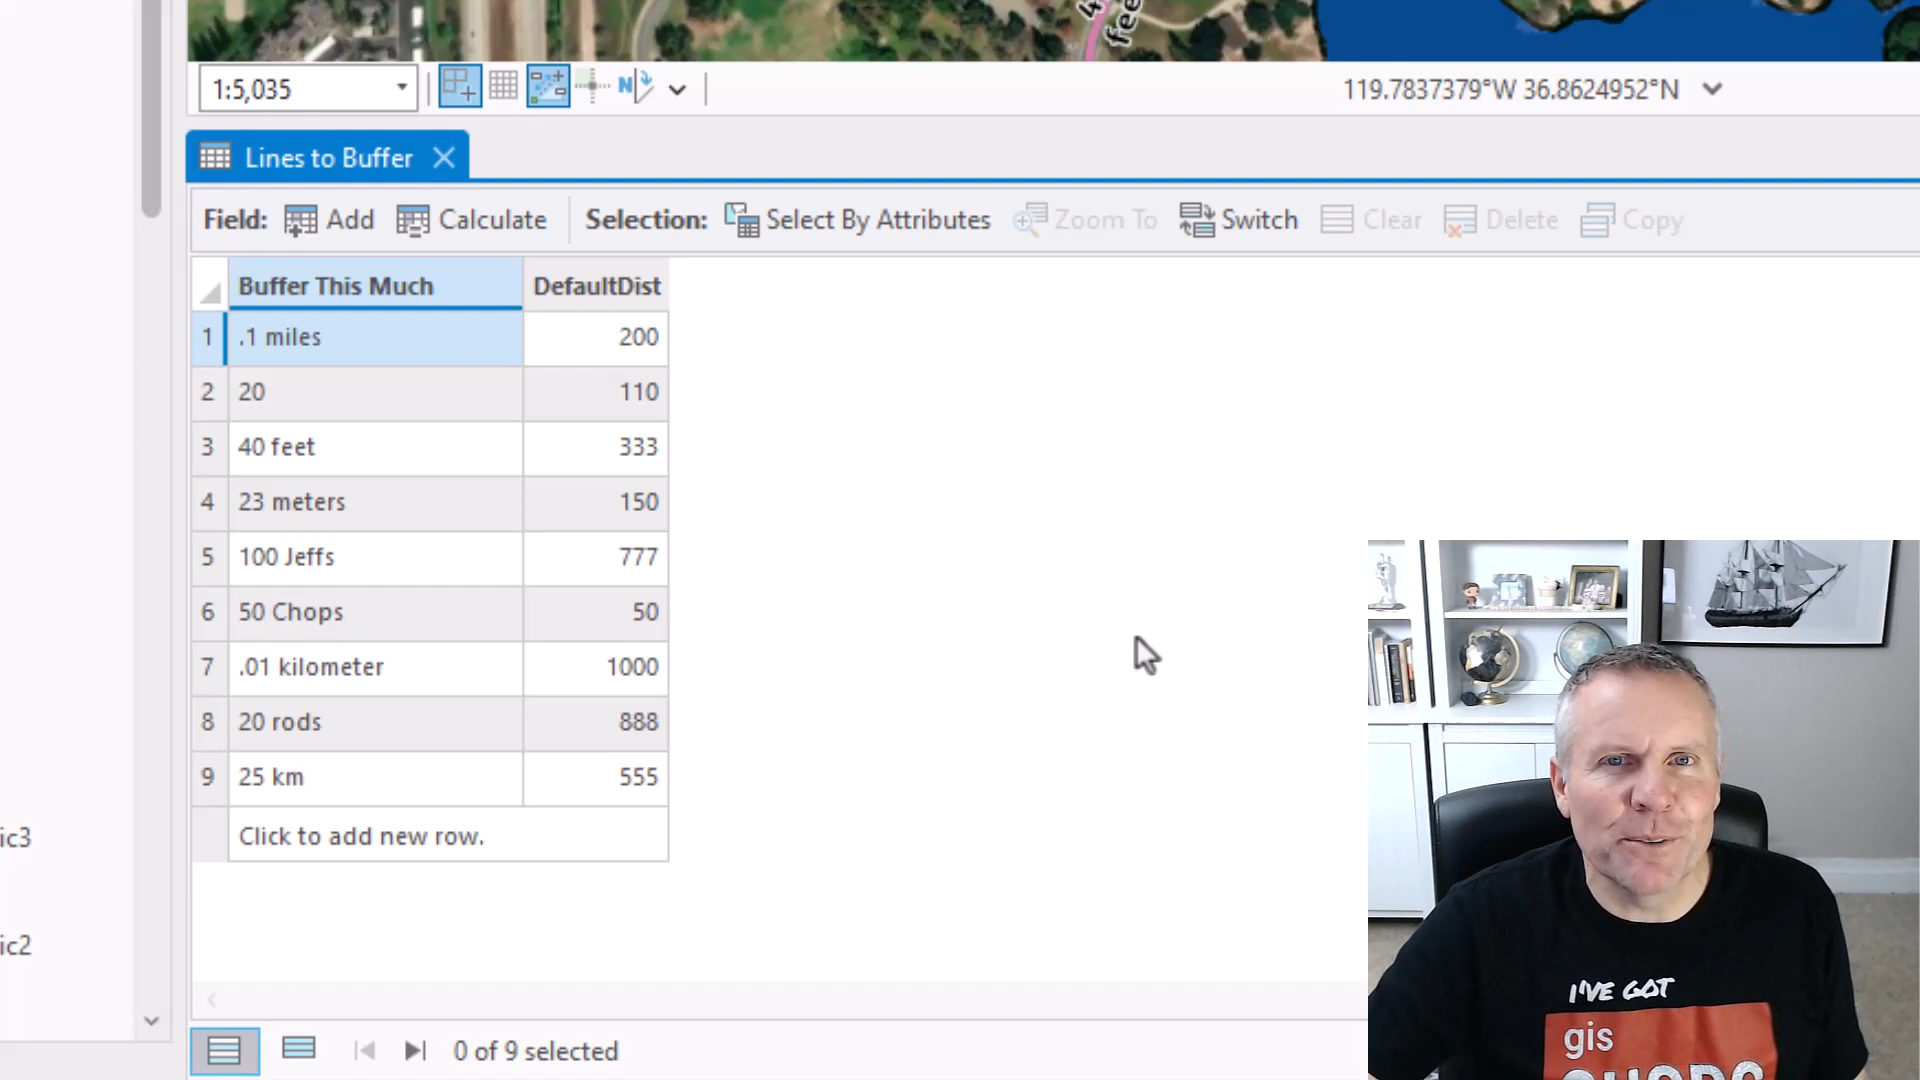 4
fee
1:5,035
N
119.7837379°W 36.8624952°N
Lines to Buffer
Field: Add Calculate Selection: Select By Attributes Zoom To Switch Clear Delete Copy
Buffer This Much DefaultDist
1 .1 miles 200
2 20 110
3 40 feet 333
4 23 meters 150
5 100 Jeffs 777
6 50 Chops 50
7 .01 kilometer 1000
8 20 rods 888
9 25 km 555
Click to add new row.
ic3
ic2
0 of 9 selected
I'VE GOT
gis
CHOPS